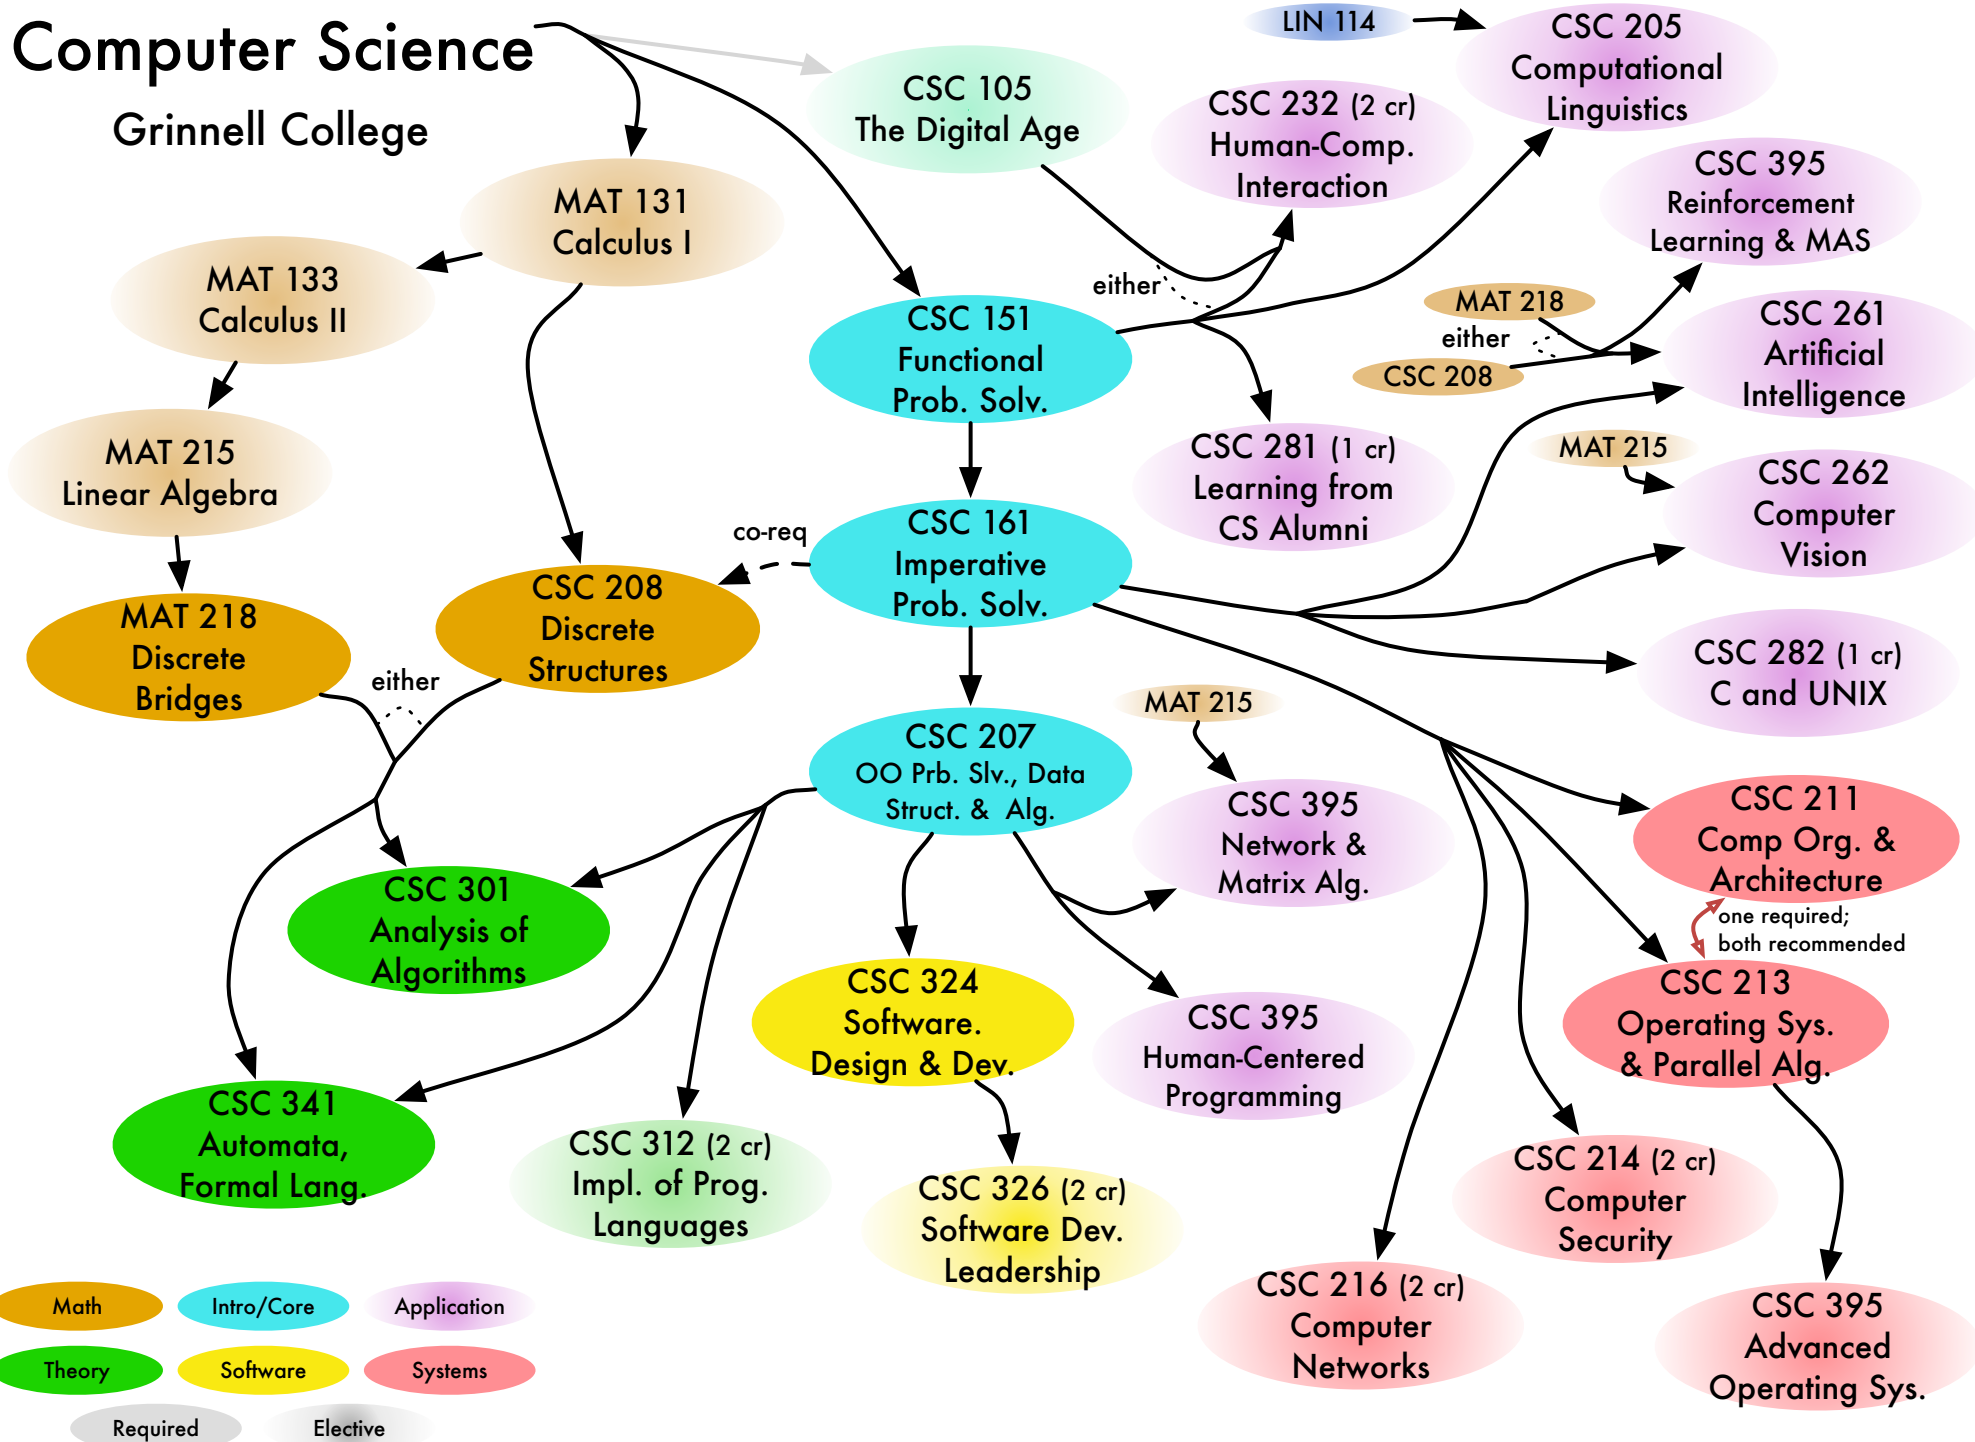 Computer Science
Grinnell College
LIN 114
CSC 205
Computational
Linguistics
CSC 105
The Digital Age
CSC 232 (2 cr)
Human-Comp.
Interaction
CSC 395
Reinforcement
Learning & MAS
MAT 131
Calculus I
MAT 133
Calculus II
either
MAT 218
either
CSC 208
CSC 261
Artificial
Intelligence
CSC 151
Functional
Prob. Solv.
MAT 215
Linear Algebra
CSC 281 (1 cr)
Learning from
CS Alumni
MAT 215
CSC 262
Computer
Vision
co-req
CSC 161
Imperative
Prob. Solv.
CSC 208
Discrete
Structures
MAT 218
Discrete
Bridges
either
CSC 282 (1 cr)
C and UNIX
MAT 215
CSC 207
OO Prb. Slv., Data
Struct. & Alg.
CSC 395
Network &
Matrix Alg.
CSC 211
Comp Org. &
Architecture
one required;
both recommended
CSC 301
Analysis of
Algorithms
CSC 324
Software.
Design & Dev.
CSC 395
Human-Centered
Programming
CSC 213
Operating Sys.
& Parallel Alg.
CSC 341
Automata,
Formal Lang.
CSC 312 (2 cr)
Impl. of Prog.
Languages
CSC 326 (2 cr)
Software Dev.
Leadership
CSC 214 (2 cr)
Computer
Security
CSC 216 (2 cr)
Computer
Networks
CSC 395
Advanced
Operating Sys.
Math
Intro/Core
Application
Theory
Software
Systems
Required
Elective